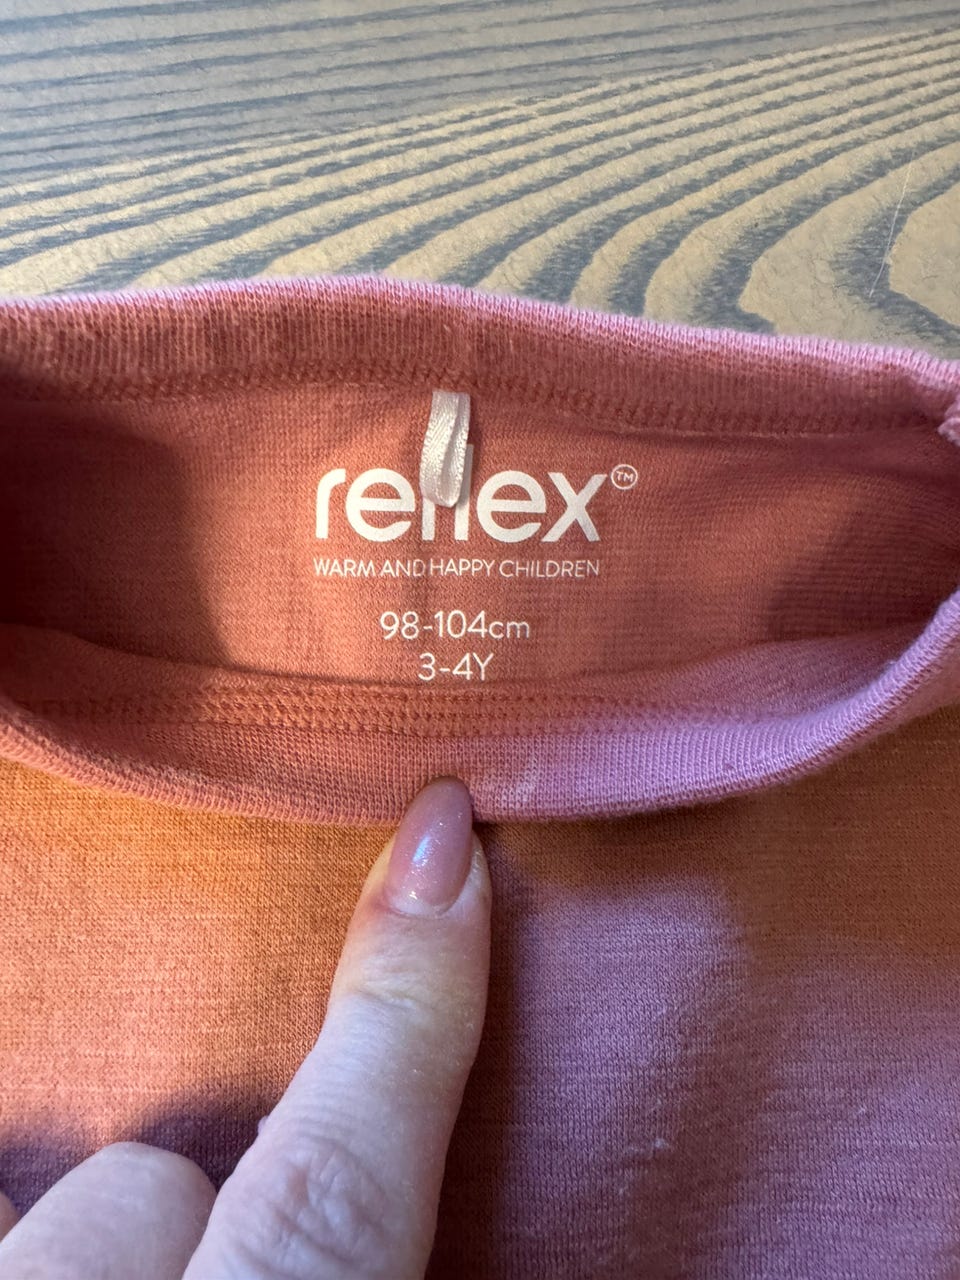 reflex™
WARM AND HAPPY CHILDREN
98-104cm
3-4Y